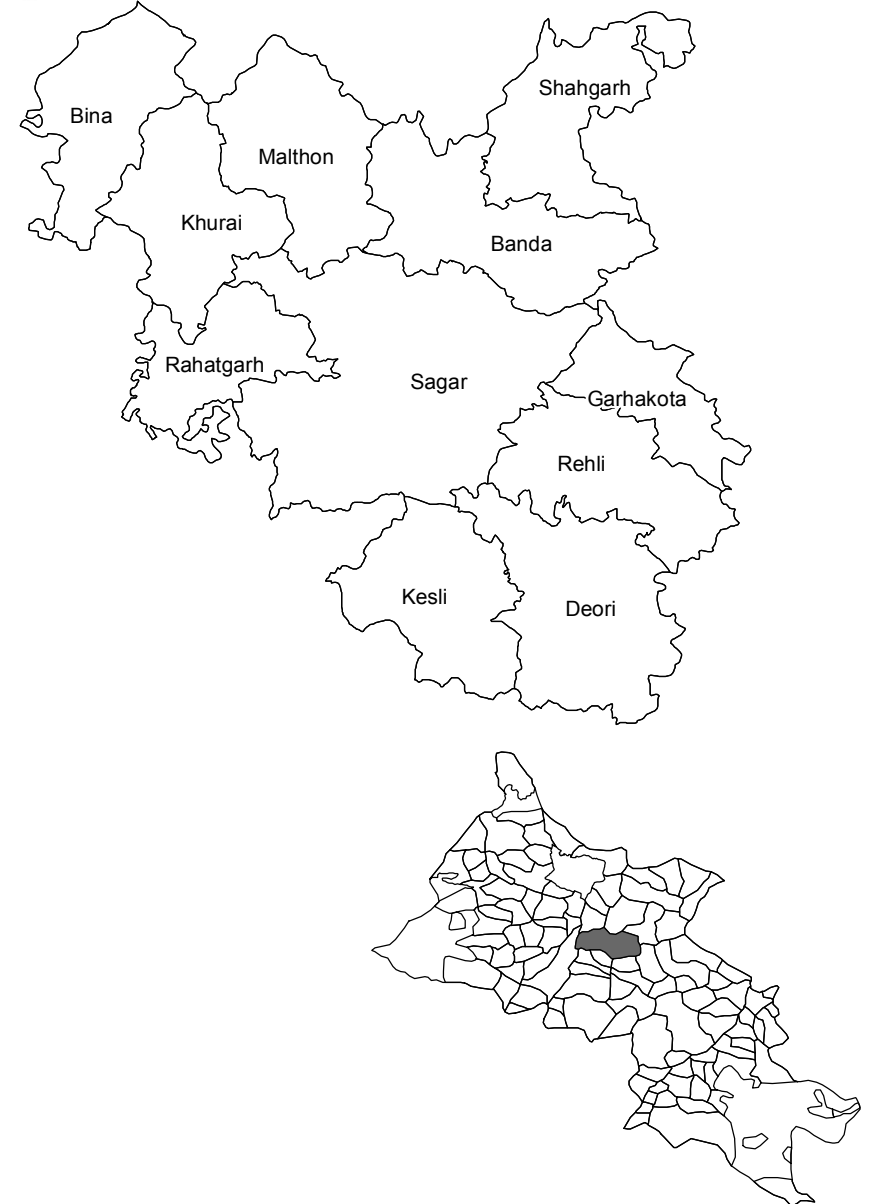 Shahgarh
Bina
Malthon
Khurai
Banda
Rahatgarh
Sagar
Garhakota
Rehli
Kesli
Deori